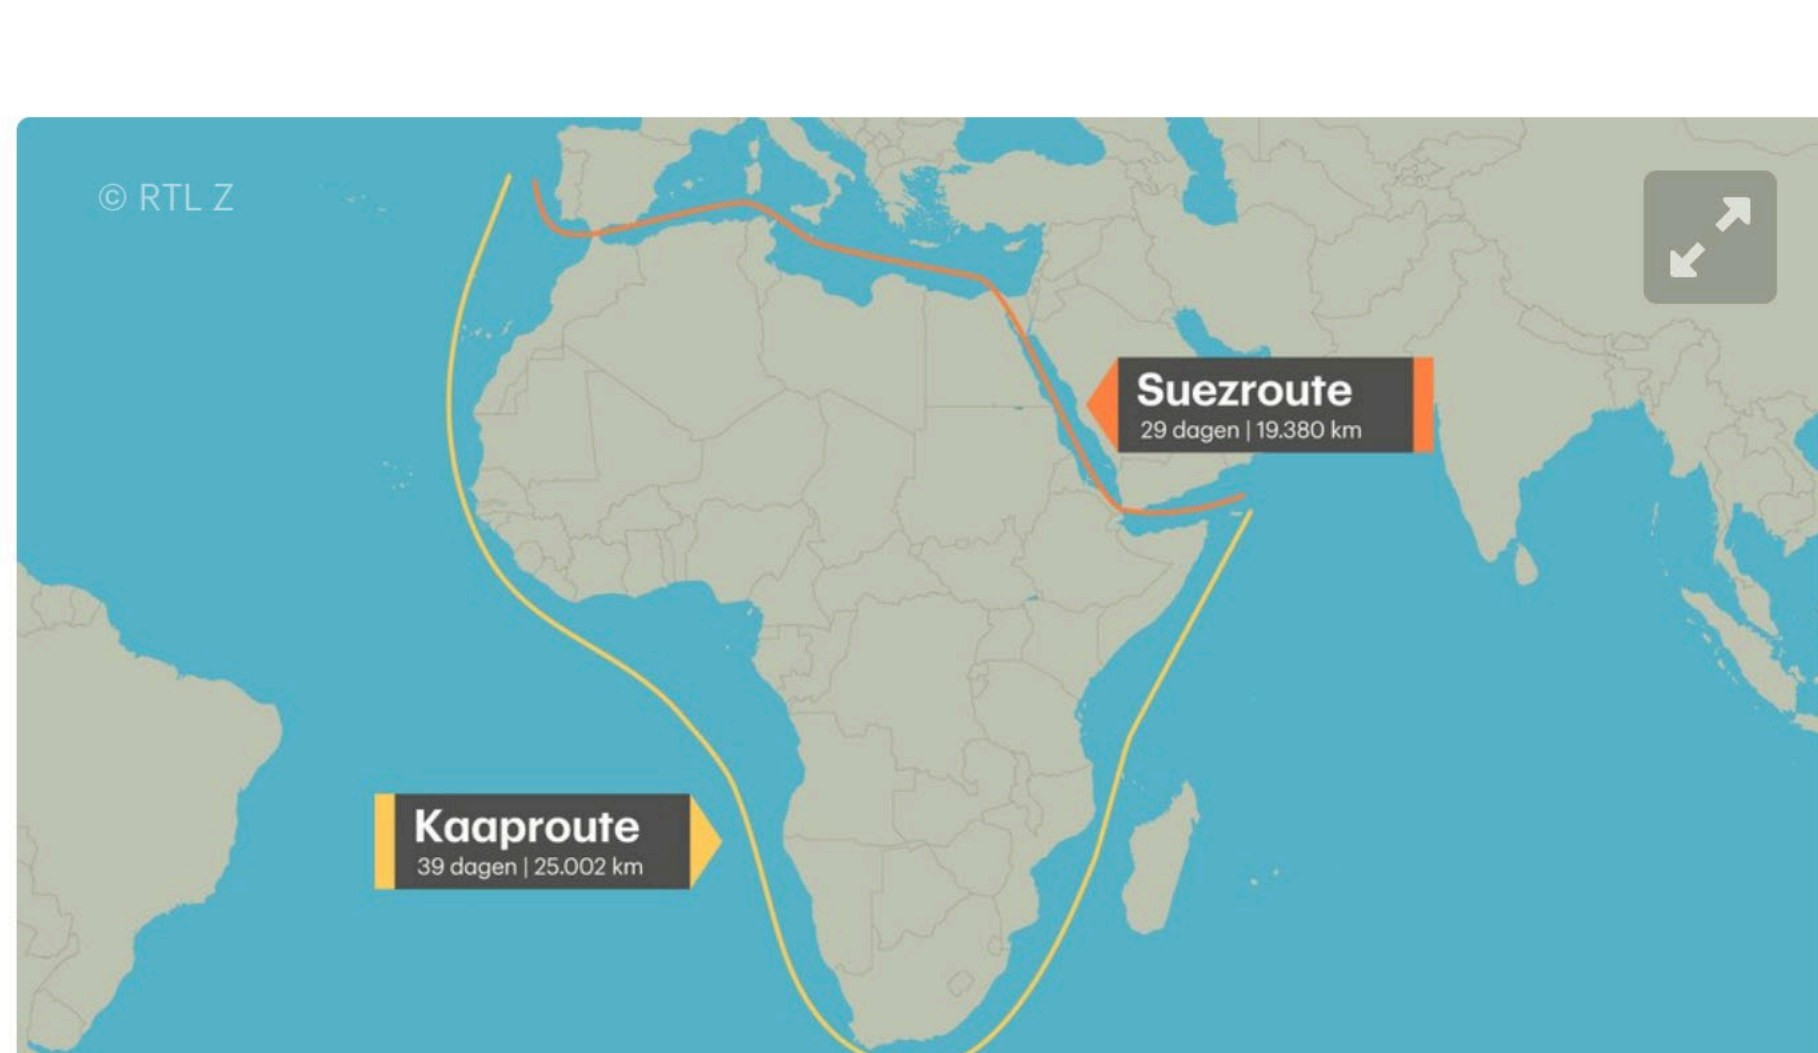 © RTL Z
Suezroute
29 dagen | 19.380 km
Kaaproute
39 dagen | 25.002 km